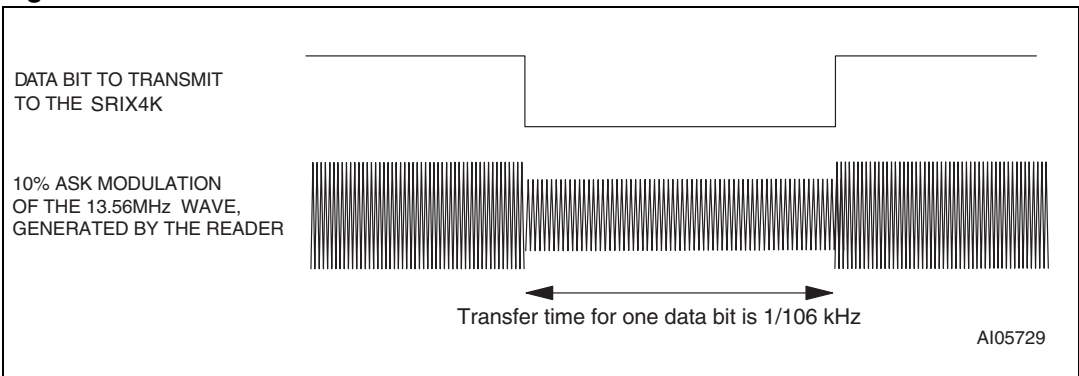 DATA BIT TO TRANSMIT
TO THE SRIX4K
10% ASK MODULATION
OF THE 13.56MHz WAVE,
GENERATED BY THE READER
Transfer time for one data bit is 1/106 kHz
AI05729